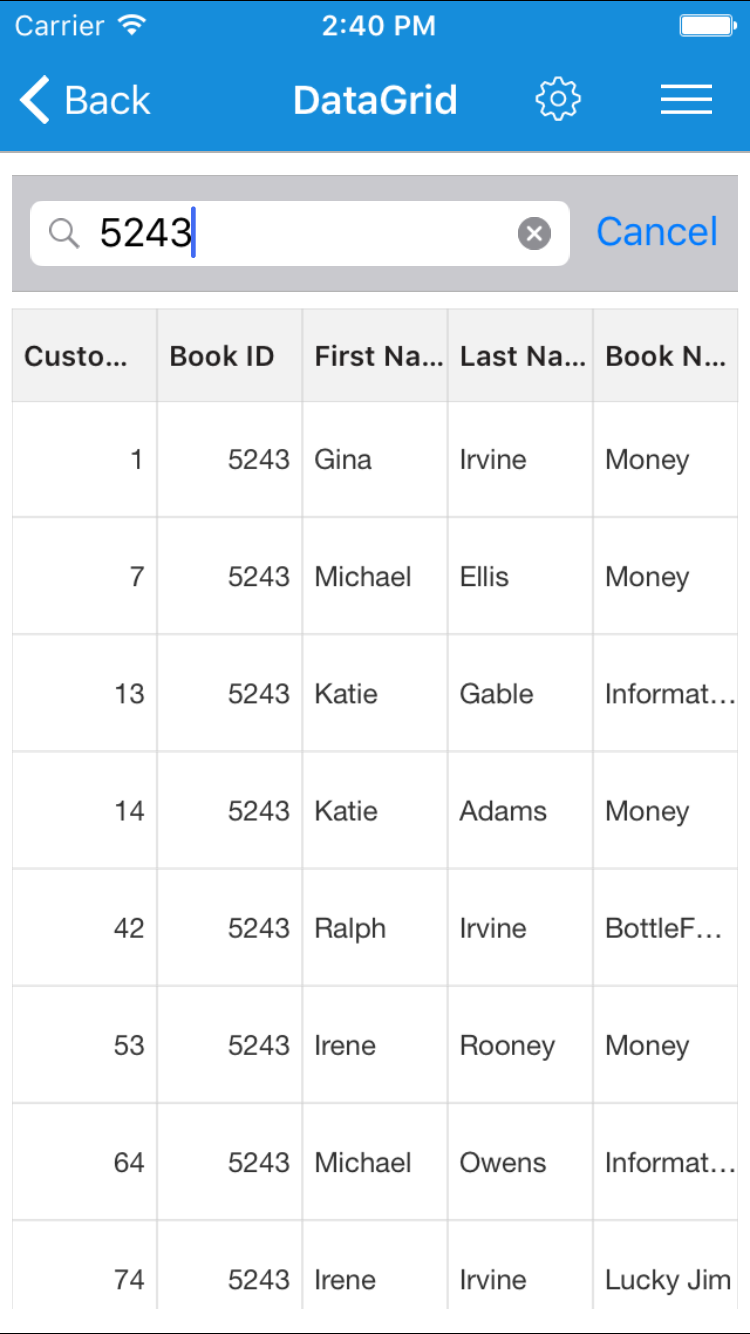 Carrier 2:40 PM
Back DataGrid
5243 Cancel
Custo... Book ID First Na... Last Na... Book N...
1 5243 Gina Irvine Money
7 5243 Michael Ellis Money
13 5243 Katie Gable Informat...
14 5243 Katie Adams Money
42 5243 Ralph Irvine BottleF...
53 5243 Irene Rooney Money
64 5243 Michael Owens Informat...
74 5243 Irene Irvine Lucky Jim